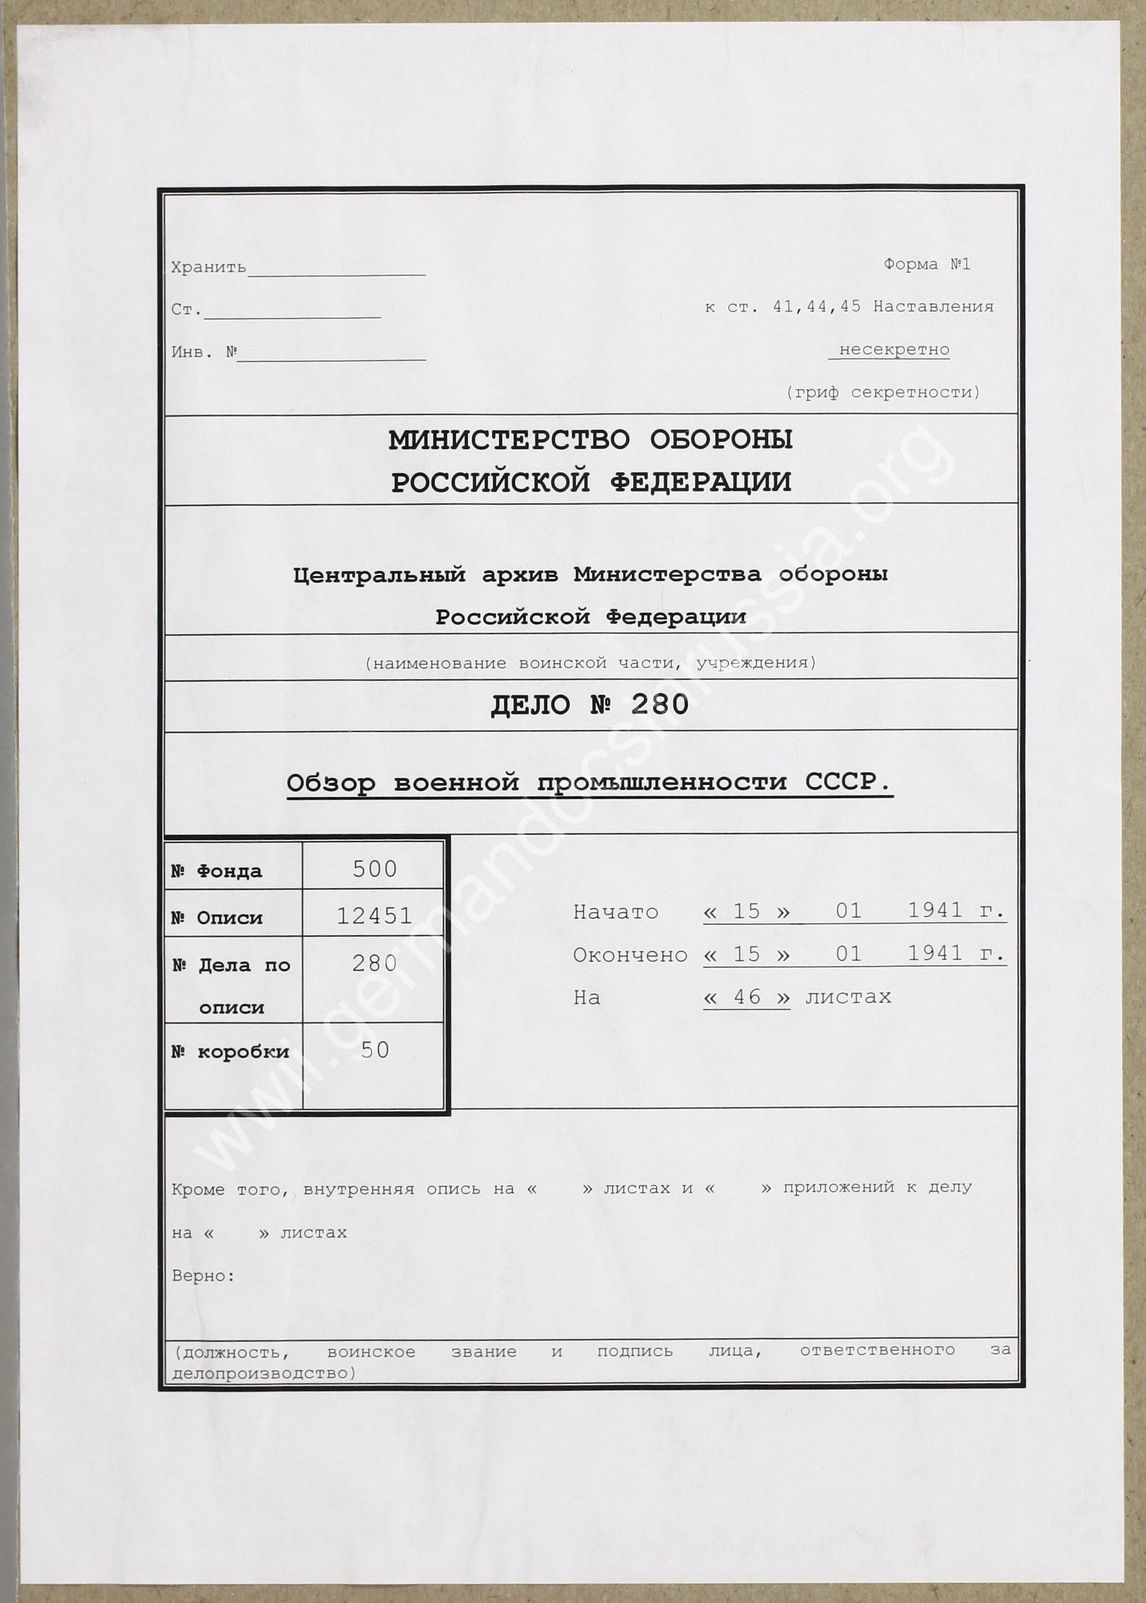 Хранить
Форма №1
Ст.
к ст. 41,44,45 Наставления
Инв. №
несекретно
(гриф секретности)
МИНИСТЕРСТВО ОБОРОНЫ
РОССИЙСКОЙ ФЕДЕРАЦИИ
Центральный архив Министерства обороны
Российской Федерации
(наименование воинской части, учреждения)
ДЕЛО № 280
Обзор военной промышленности СССР.
№ Фонда 500
№ Описи 12451
№ Дела по 280
описи
№ коробки 50
Начато « 15 » 01 1941 г.
Окончено « 15 » 01 1941 г.
На « 46 » листах
Кроме того, внутренняя опись на « » листах и « » приложений к делу
на « » листах
Верно:
(должность, воинское звание и подпись лица, ответственного за
делопроизводство)
wwii.germandocsinrussia.org